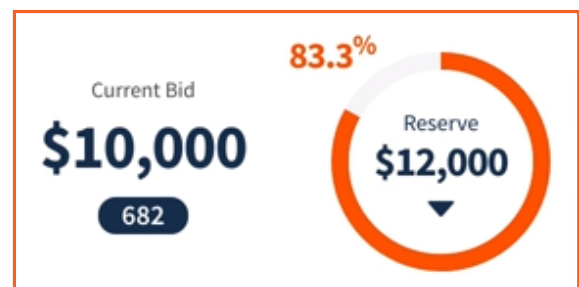 Current Bid
$10,000
682
83.3%
Reserve
$12,000